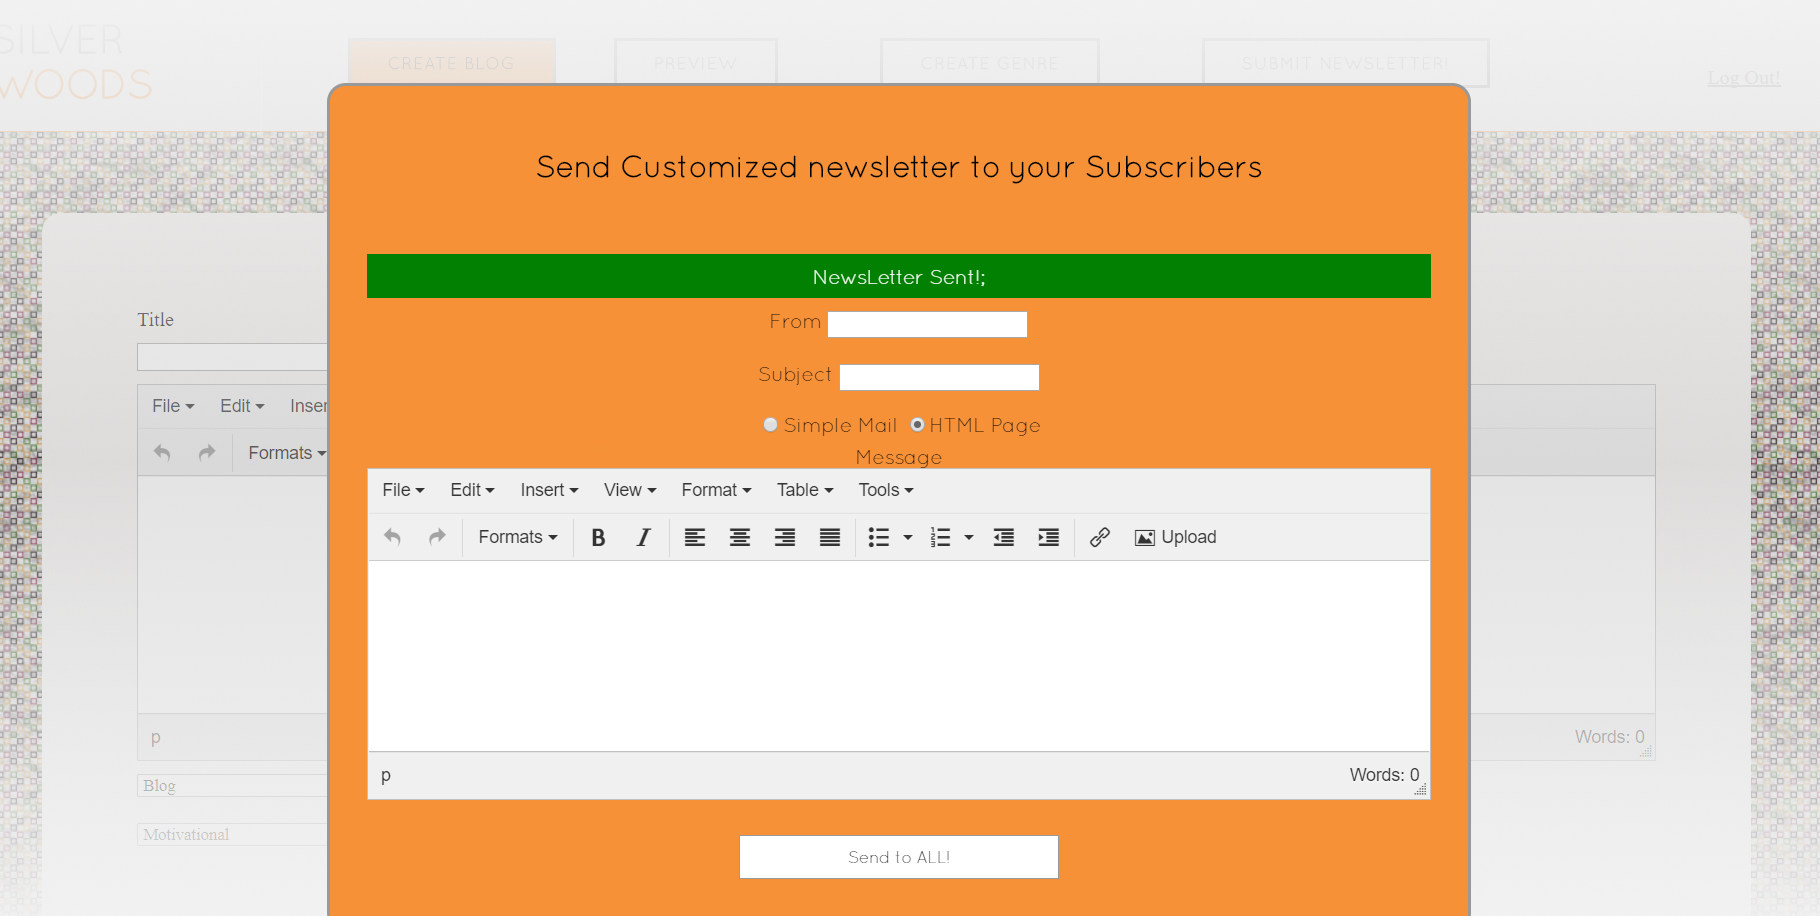 SILVER
WOODS
CREATE BLOG
PREVIEW
CREATE GENRE
SUBMIT NEWSLETTER!
Log Out!
Send Customized newsletter to your Subscribers
NewsLetter Sent!;
From
Subject
Simple Mail HTML Page
Message
File Edit Insert View Format Table Tools
Formats B I Upload
p Words: 0
Send to ALL!
Title
File Edit Inser
Formats
p Words: 0
Blog
Motivational